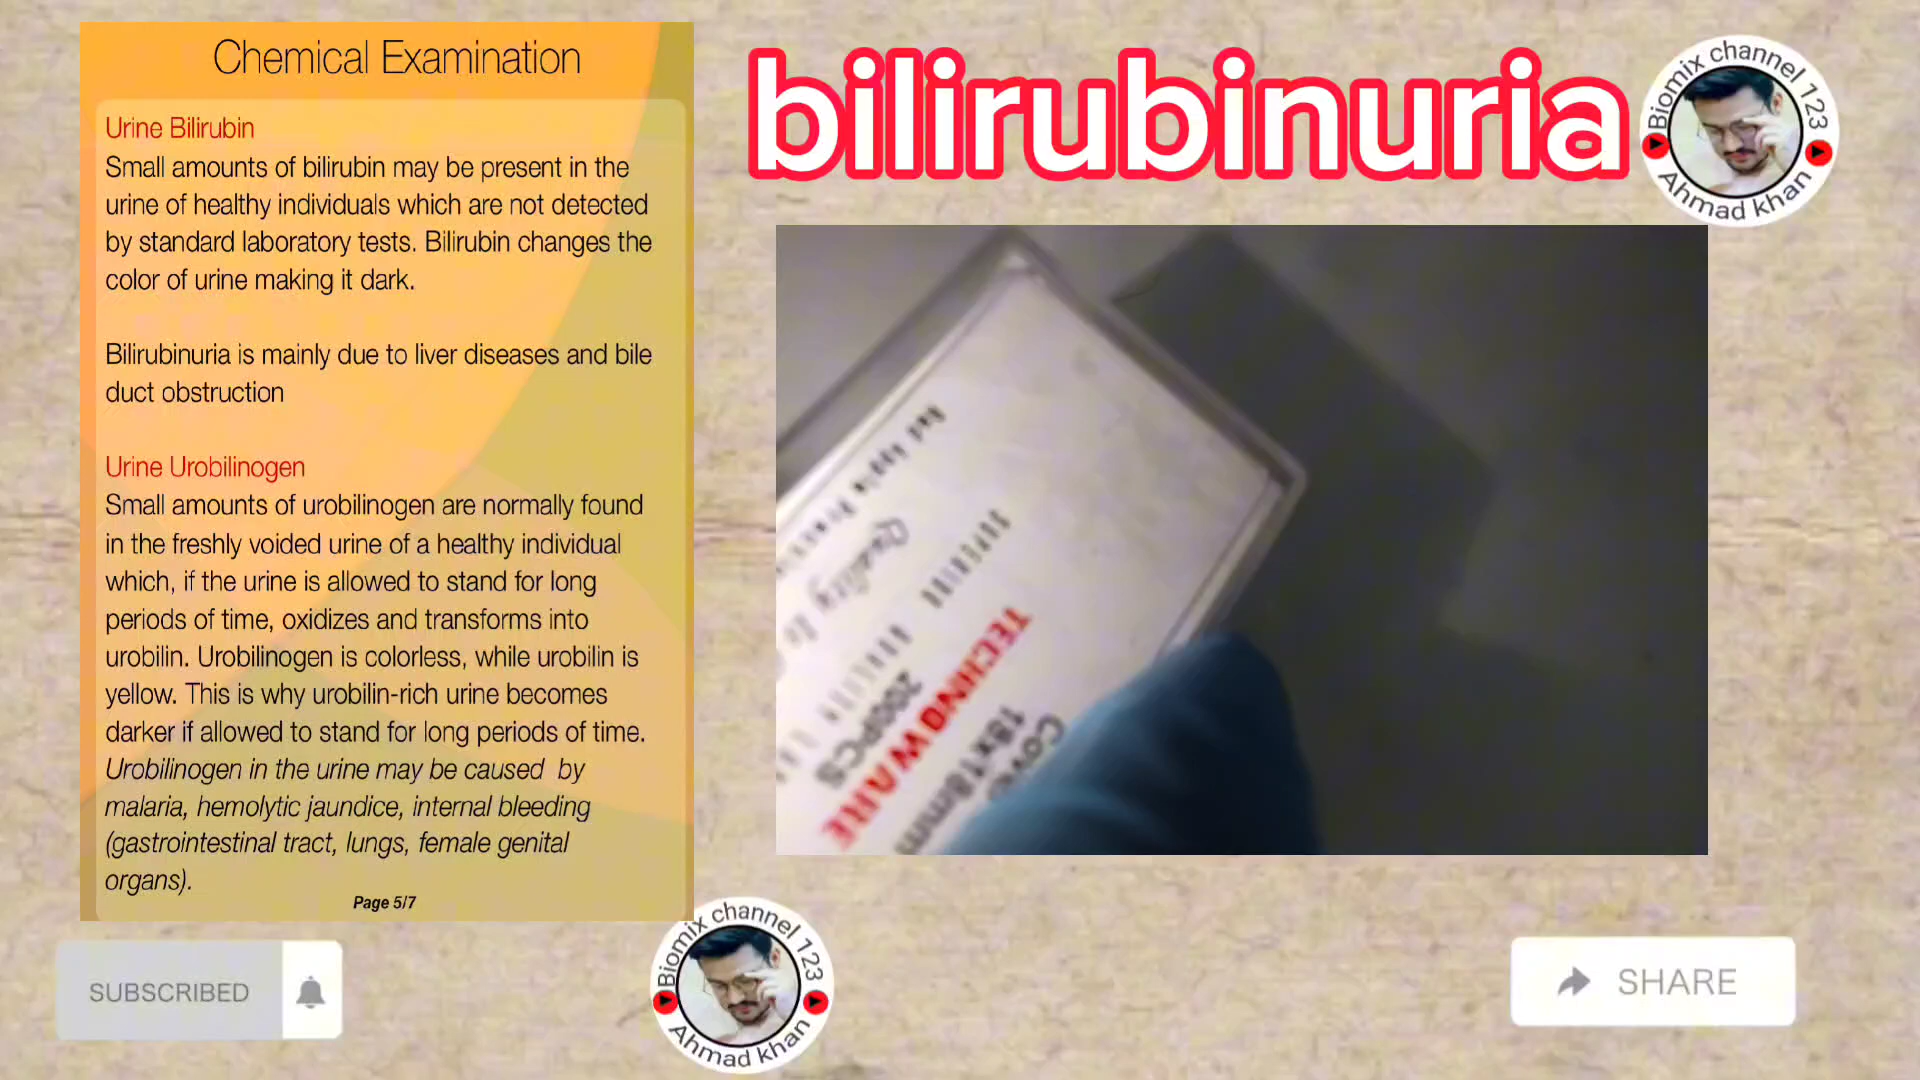 Chemical Examination
Urine Bilirubin
Small amounts of bilirubin may be present in the
urine of healthy individuals which are not detected
by standard laboratory tests. Bilirubin changes the
color of urine making it dark.
Bilirubinuria is mainly due to liver diseases and bile
duct obstruction
Urine Urobilinogen
Small amounts of urobilinogen are normally found
in the freshly voided urine of a healthy individual
which, if the urine is allowed to stand for long
periods of time, oxidizes and transforms into
urobilin. Urobilinogen is colorless, while urobilin is
yellow. This is why urobilin-rich urine becomes
darker if allowed to stand for long periods of time.
Urobilinogen in the urine may be caused by
malaria, hemolytic jaundice, internal bleeding
(gastrointestinal tract, lungs, female genital
organs).
Page 5/7
bilirubinuria
Biomix channel 123
Ahmad khan
Quality
SUPERIOR
TECHNOWARE
200PCS
18x18mm
SUBSCRIBED
Biomix channel 123
Ahmad khan
SHARE